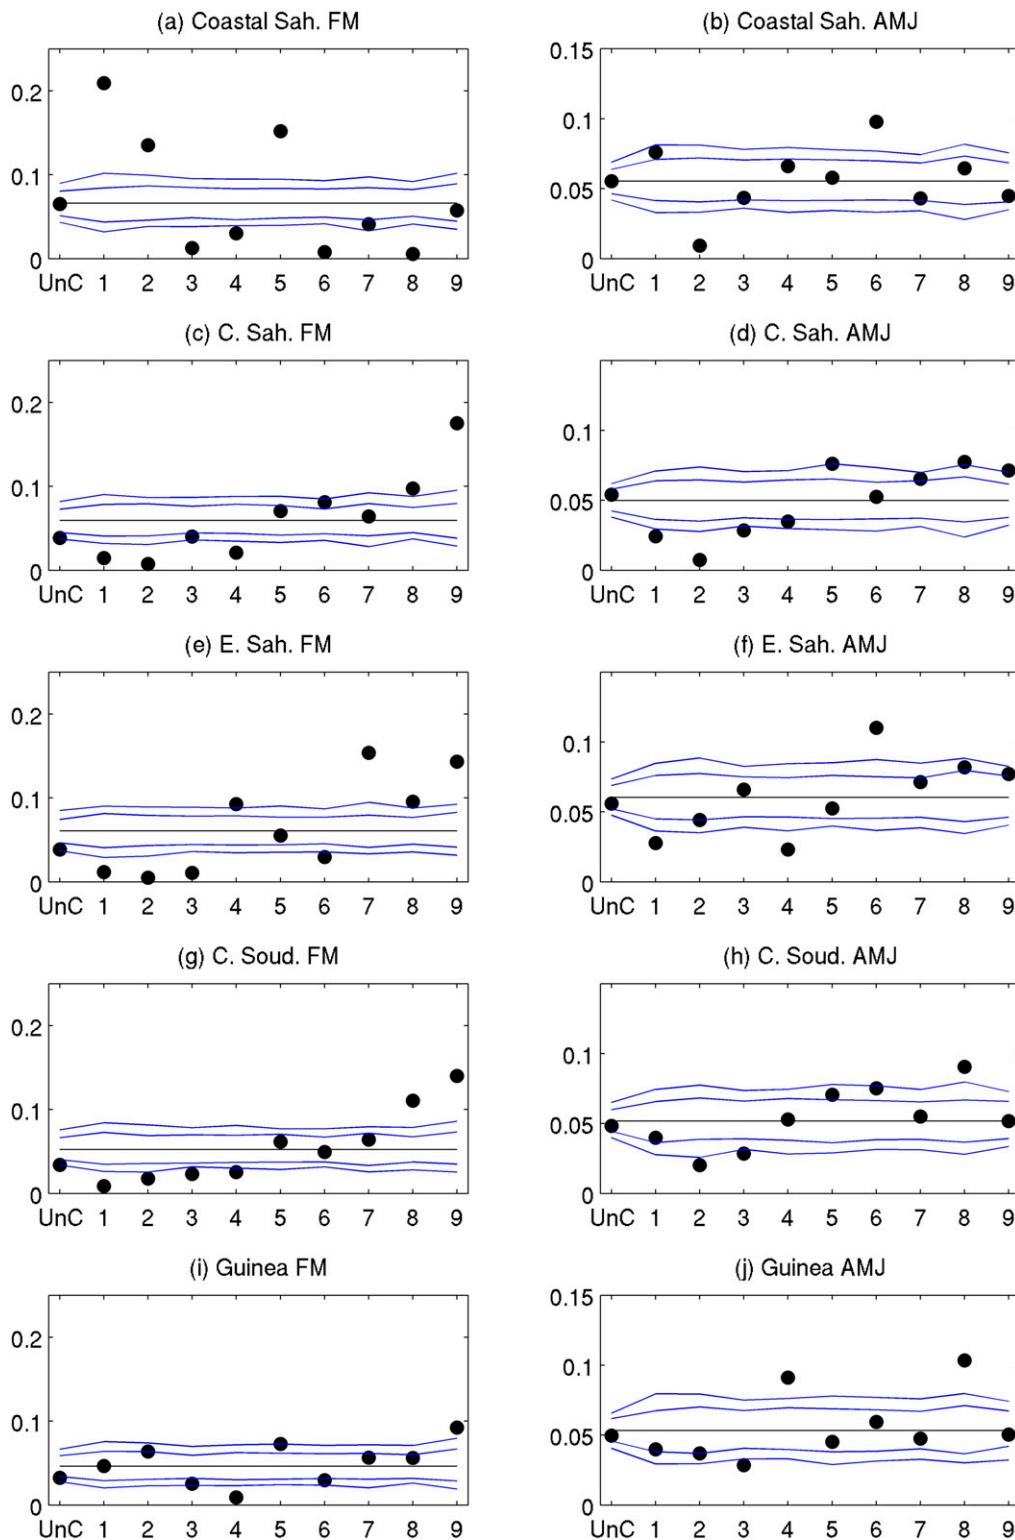 (a) Coastal Sah. FM
0.2
0.1
0
UnC 1 2 3 4 5 6 7 8 9
(b) Coastal Sah. AMJ
0.15
0.1
0.05
0
UnC 1 2 3 4 5 6 7 8 9
(c) C. Sah. FM
0.2
0.1
0
UnC 1 2 3 4 5 6 7 8 9
(d) C. Sah. AMJ
0.1
0.05
0
UnC 1 2 3 4 5 6 7 8 9
(e) E. Sah. FM
0.2
0.1
0
UnC 1 2 3 4 5 6 7 8 9
(f) E. Sah. AMJ
0.1
0.05
0
UnC 1 2 3 4 5 6 7 8 9
(g) C. Soud. FM
0.2
0.1
0
UnC 1 2 3 4 5 6 7 8 9
(h) C. Soud. AMJ
0.1
0.05
0
UnC 1 2 3 4 5 6 7 8 9
(i) Guinea FM
0.2
0.1
0
UnC 1 2 3 4 5 6 7 8 9
(j) Guinea AMJ
0.15
0.1
0.05
0
UnC 1 2 3 4 5 6 7 8 9